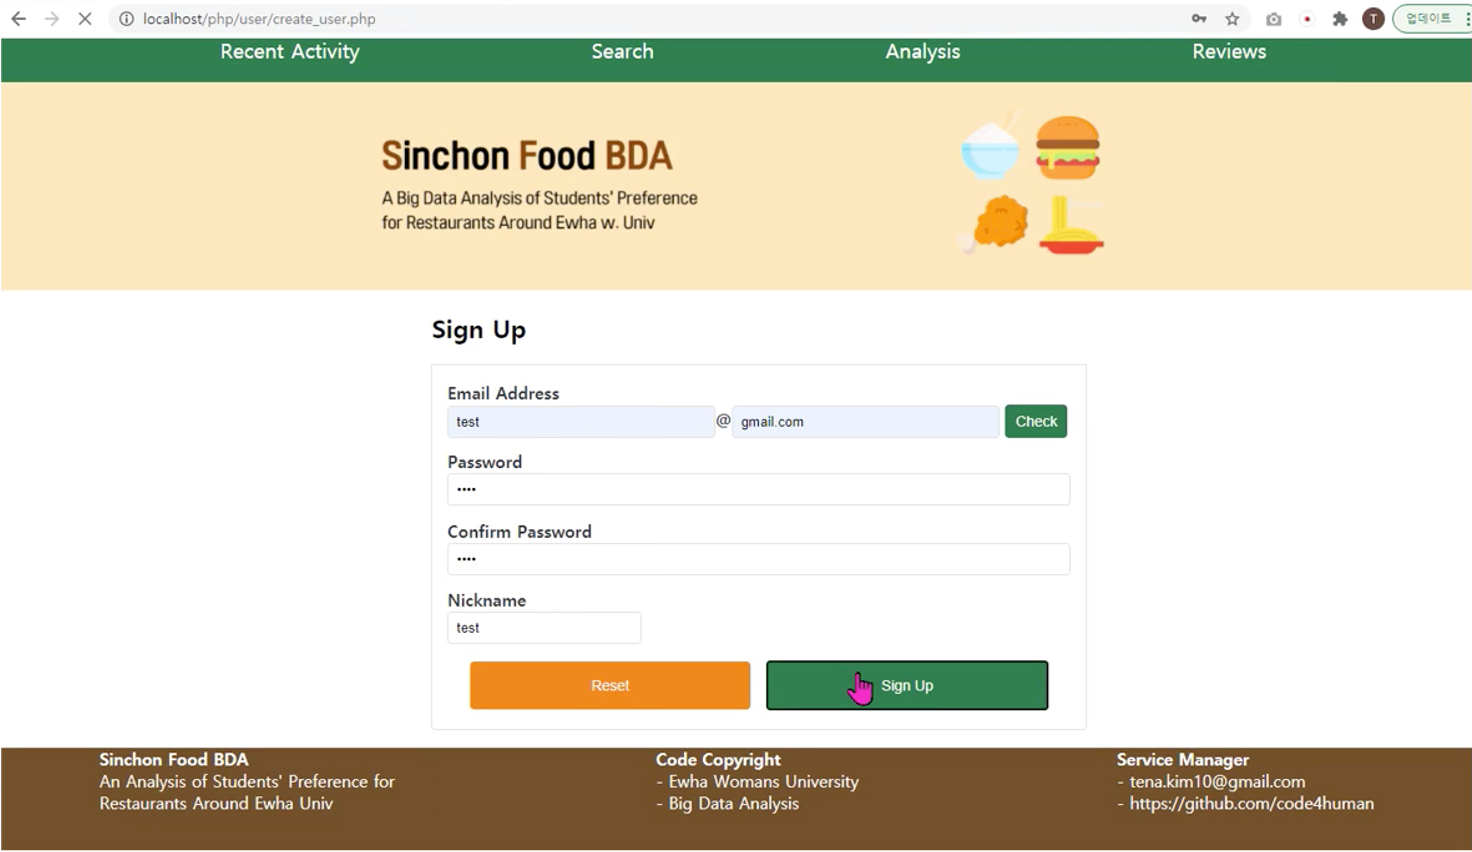 localhost/php/user/create_user.php
T
업데이트
Recent Activity
Search
Analysis
Reviews
Sinchon Food BDA
A Big Data Analysis of Students' Preference
for Restaurants Around Ewha w. Univ
Sign Up
Email Address
test
@
gmail.com
Check
Password
••••
Confirm Password
••••
Nickname
test
Reset
Sign Up
Sinchon Food BDA
An Analysis of Students' Preference for
Restaurants Around Ewha Univ
Code Copyright
- Ewha Womans University
- Big Data Analysis
Service Manager
- tena.kim10@gmail.com
- https://github.com/code4human